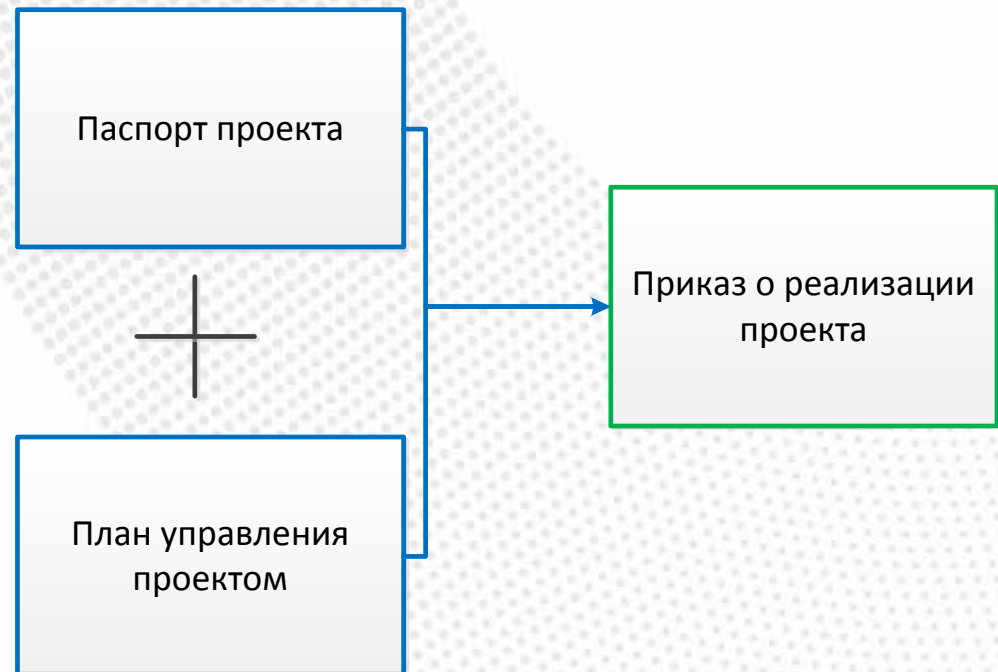 Паспорт проекта
Приказ о реализации
проекта
План управления
проектом